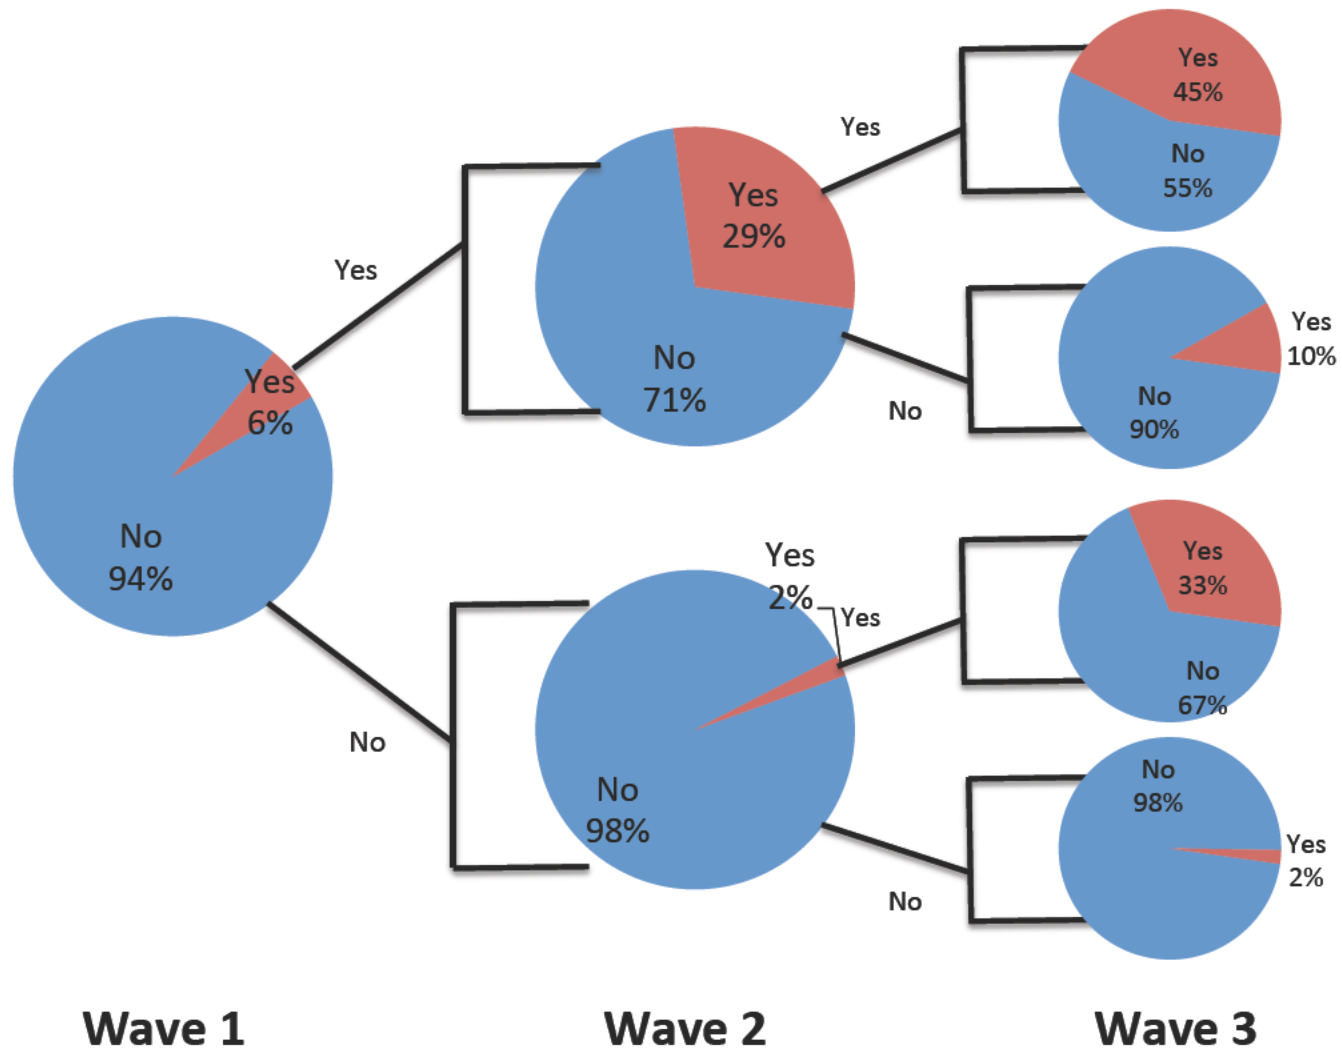 Yes
6%
No
94%
Yes
No
Yes
29%
No
71%
Yes
2%
No
98%
Yes
No
Yes
No
Yes
45%
No
55%
Yes
10%
No
90%
Yes
33%
No
67%
No
98%
Yes
2%
Wave 1
Wave 2
Wave 3